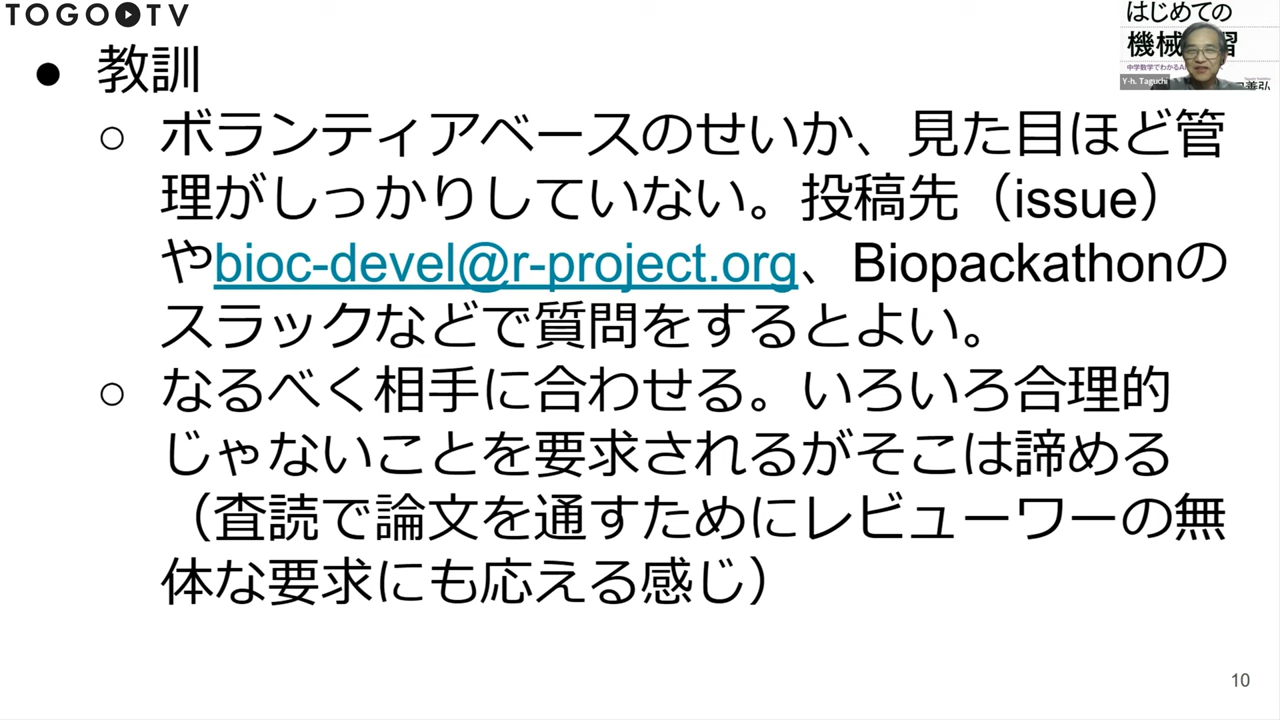 TOGO TV
はじめての
機械
Y-h. Taguchi
善弘
● 教訓
○ ボランティアベースのせいか、見た目ほど管
理がしっかりしていない。投稿先（issue）
やbioc-devel@r-project.org、Biopackathonの
スラックなどで質問をするとよい。
○ なるべく相手に合わせる。いろいろ合理的
じゃないことを要求されるがそこは諦める
（査読で論文を通すためにレビューワーの無
体な要求にも応える感じ）
10